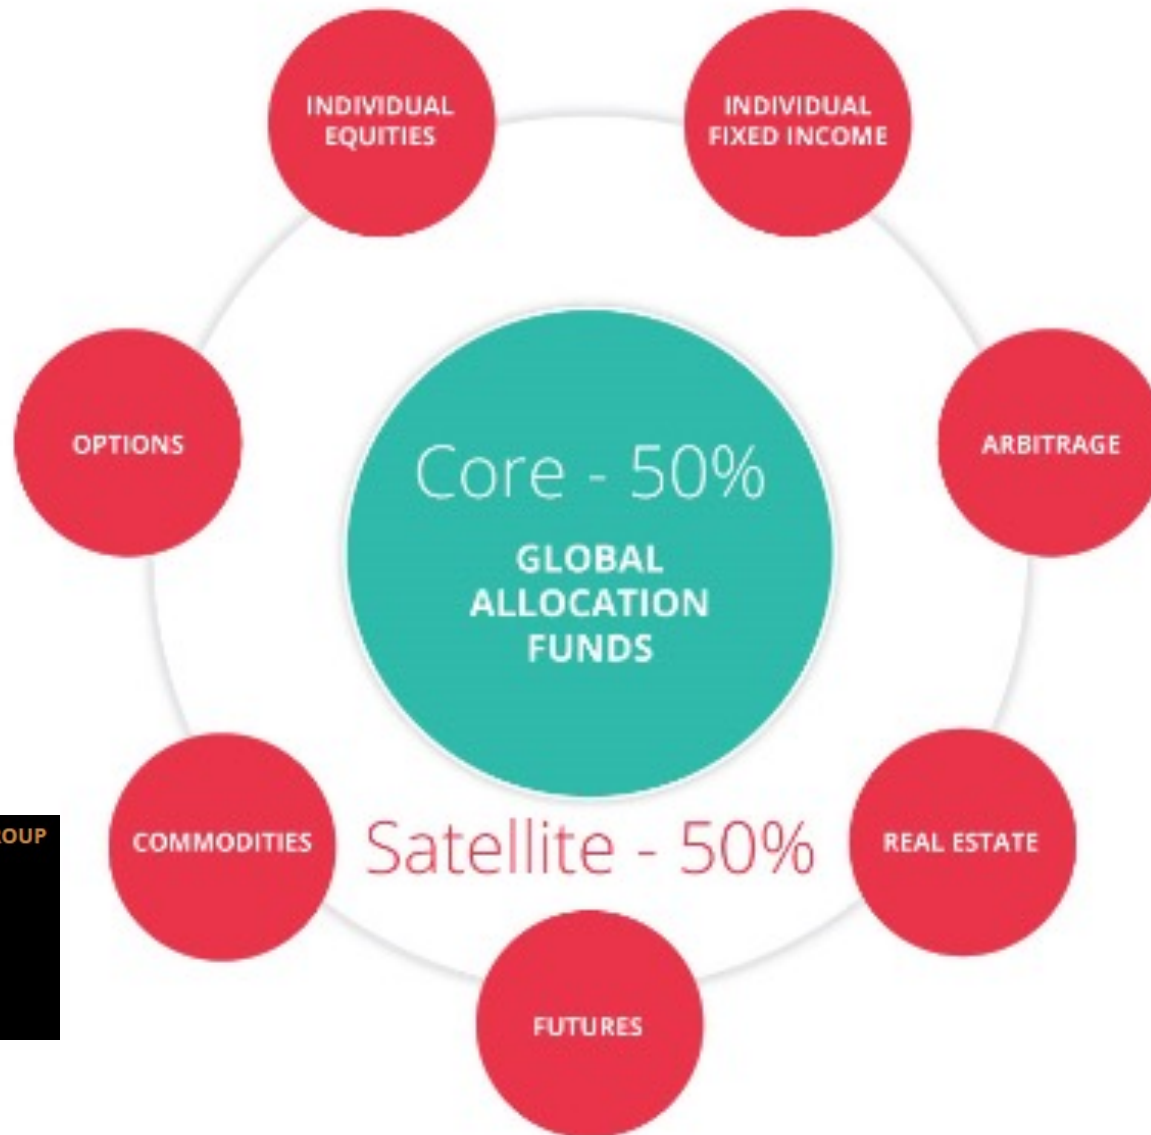 INDIVIDUAL
EQUITIES
INDIVIDUAL
FIXED INCOME
OPTIONS
ARBITRAGE
Core - 50%
GLOBAL
ALLOCATION
FUNDS
COMMODITIES
Satellite - 50%
REAL ESTATE
FUTURES